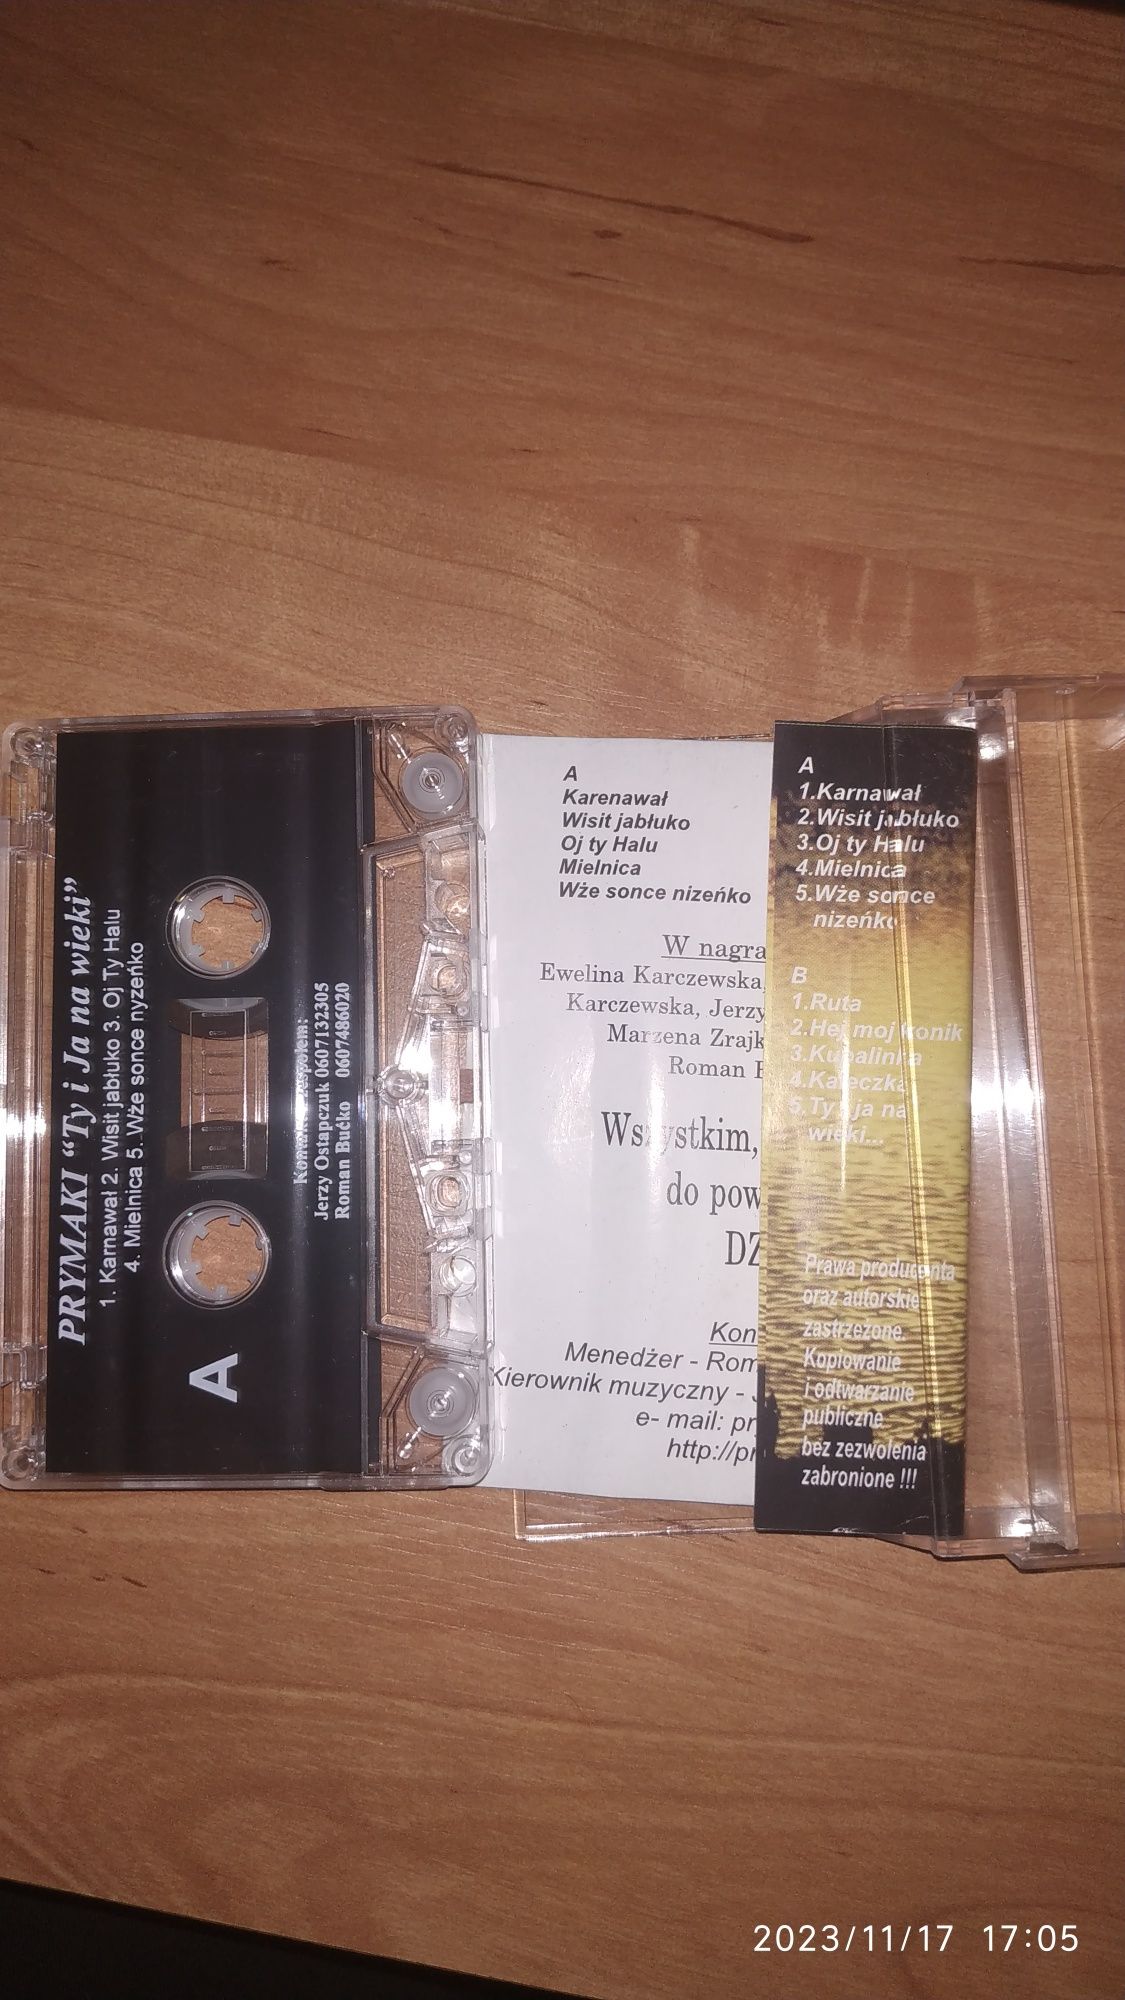 PRYMAKI “Ty i Ja na wieki”
1. Karnawał 2. Wisit jabłuko 3. Oj Ty Halu
4. Mielnica 5. Wże sonce nyzeńko
A
Jerzy Ostapczuk 0607132305
Roman Bućko 0607486020
A
Karenawał
Wisit jabłuko
Oj ty Halu
Mielnica
Wże sonce nizeńko
W nagra
Ewelina Karczewska,
Karczewska, Jerzy
Marzena Zrajk
Roman
Wszystkim,
do pow
DZ
Kon
Menedżer - Rom
Kierownik muzyczny -
e- mail: pr
http://pr
A
1.Karnawał
2.Wisit jabłuko
3.Oj ty Halu
4.Mielnica
5.Wże sonce
nizeńko
B
1.Ruta
2.Hej moj konik
3.Kupalinka
4.Kateczka
5.Ty i ja na
wieki...
Prawa producenta
oraz autorskie
zastrzeżone.
Kopiowanie
i odtwarzanie
publiczne
bez zezwolenia
zabronione !!!
2023/11/17 17:05